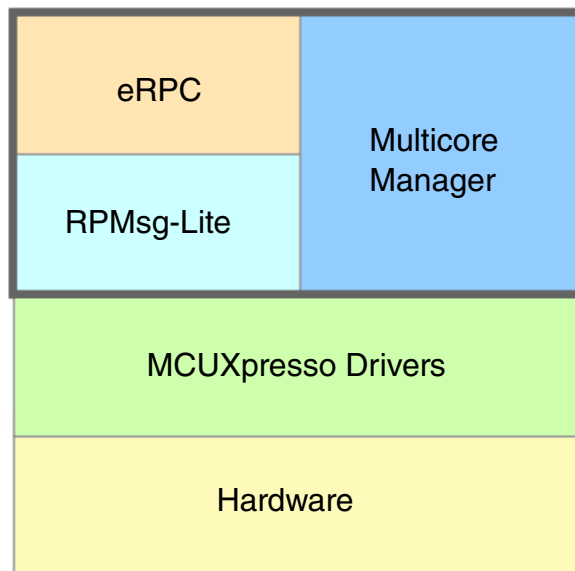 eRPC
Multicore
Manager
RPMsg-Lite
MCUXpresso Drivers
Hardware